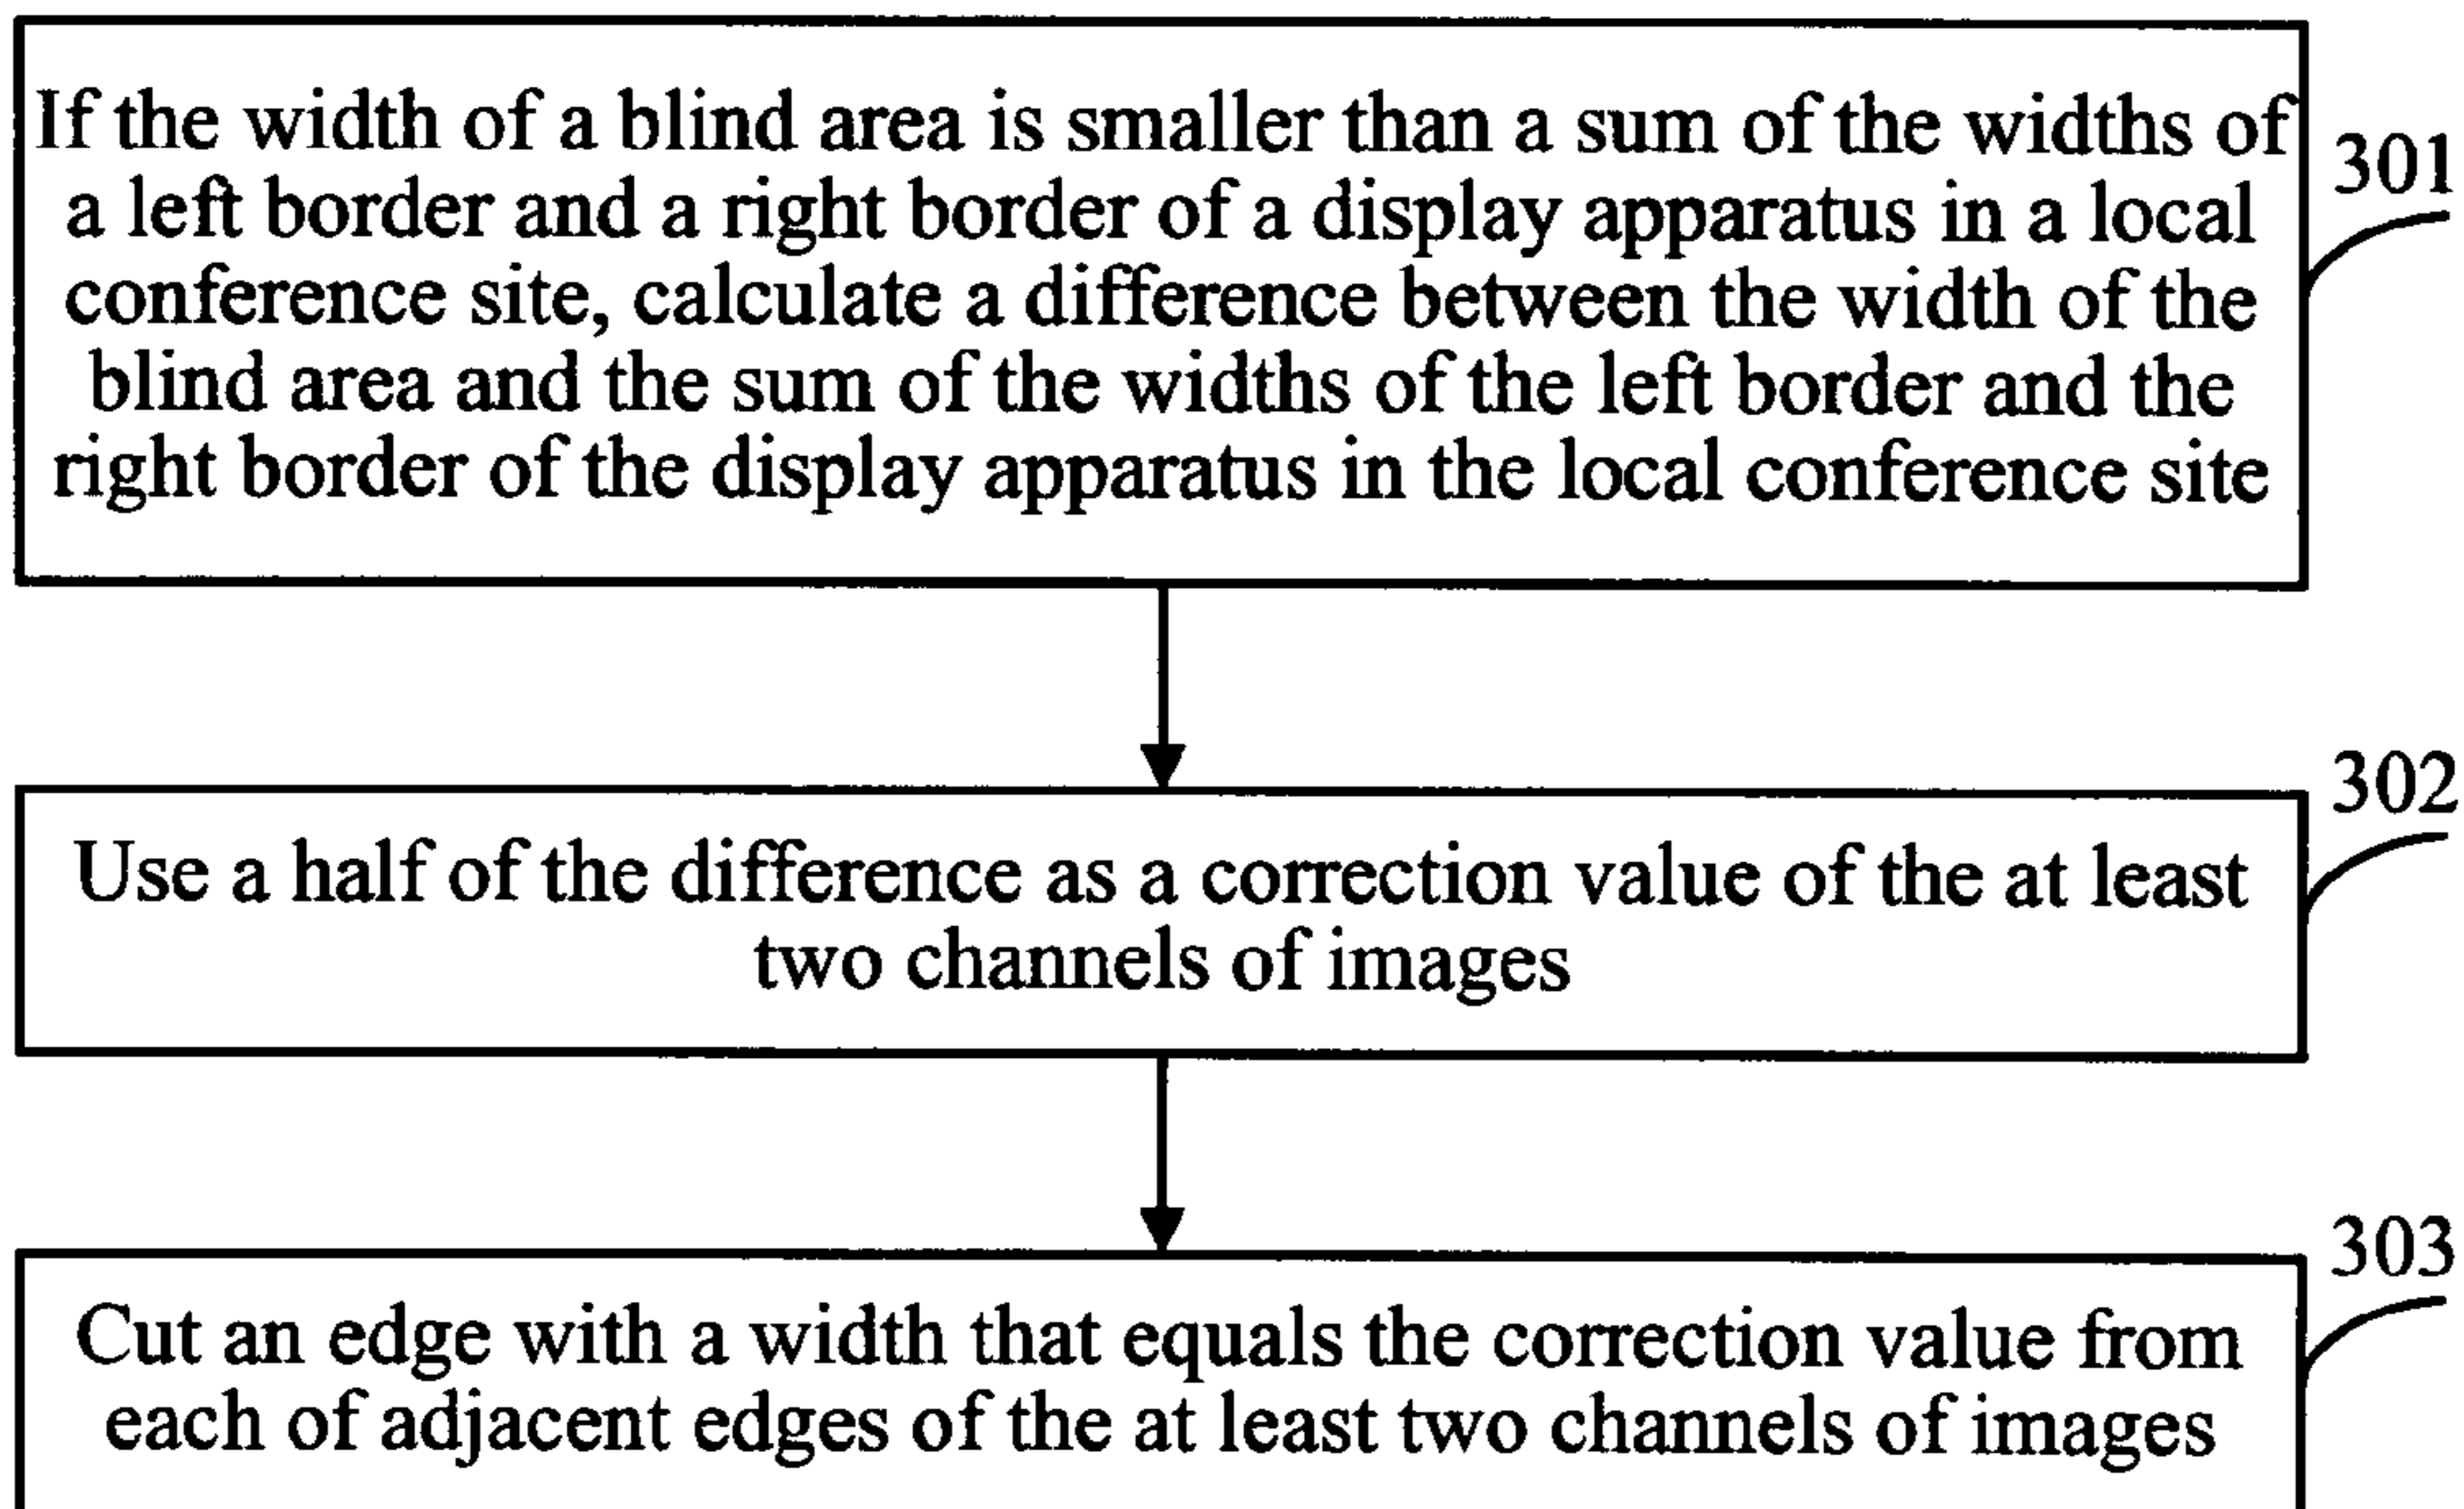 If the width of a blind area is smaller than a sum of the widths of
a left border and a right border of a display apparatus in a local
conference site, calculate a difference between the width of the
blind area and the sum of the widths of the left border and the
right border of the display apparatus in the local conference site
301
Use a half of the difference as a correction value of the at least
two channels of images
302
Cut an edge with a width that equals the correction value from
each of adjacent edges of the at least two channels of images
303